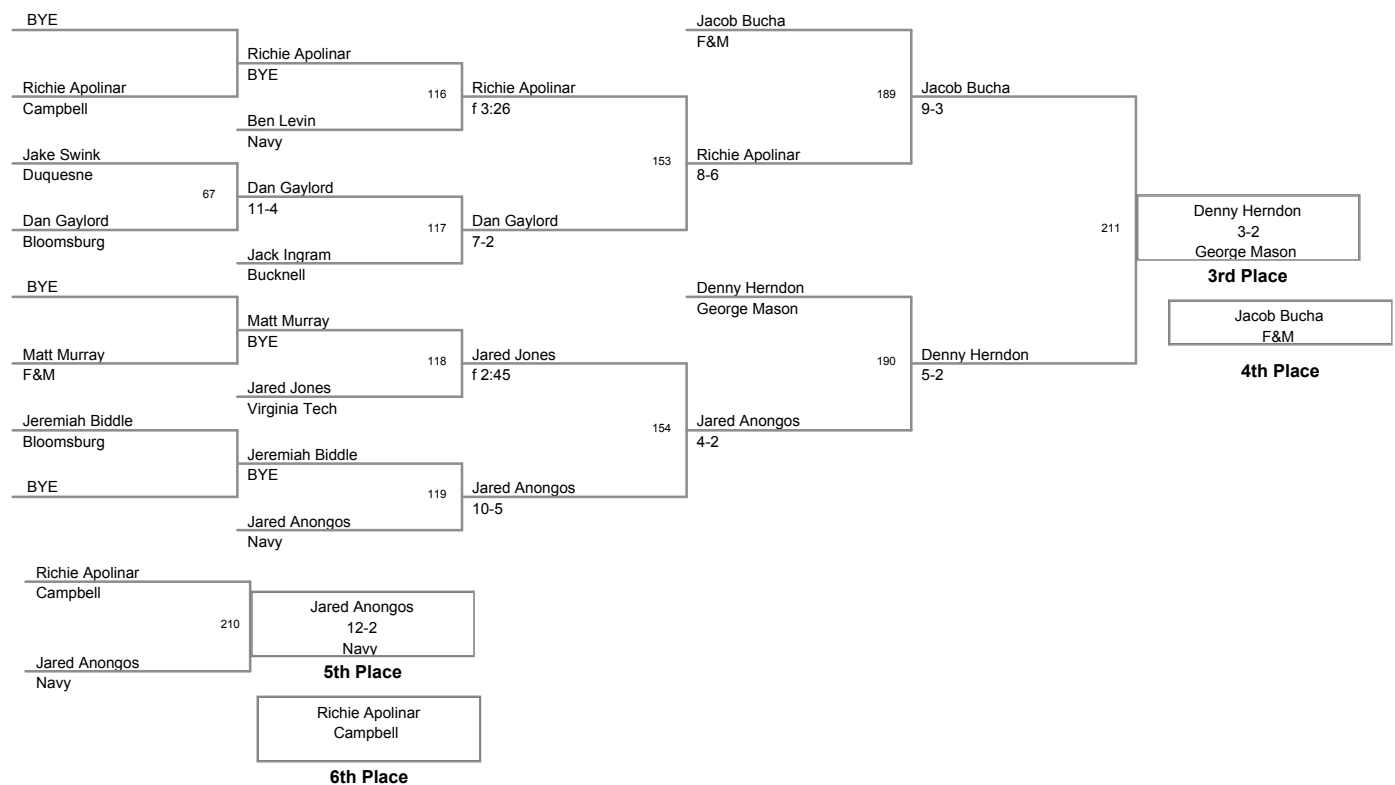 BYE
Richie Apolinar
Campbell
Jake Swink
Duquesne
67
Dan Gaylord
Bloomsburg
BYE
Matt Murray
F&M
Jeremiah Biddle
Bloomsburg
BYE
Richie Apolinar
BYE
116
Ben Levin
Navy
Dan Gaylord
11-4
117
Jack Ingram
Bucknell
Matt Murray
BYE
118
Jared Jones
Virginia Tech
Jeremiah Biddle
BYE
119
Jared Anongos
Navy
Richie Apolinar
f 3:26
153
Dan Gaylord
7-2
Jared Jones
f 2:45
154
Jared Anongos
10-5
Jacob Bucha
F&M
189
Richie Apolinar
8-6
Denny Herndon
George Mason
190
Jared Anongos
4-2
Jacob Bucha
9-3
211
Denny Herndon
5-2
Denny Herndon
3-2
George Mason
3rd Place
Jacob Bucha
F&M
4th Place
Richie Apolinar
Campbell
210
Jared Anongos
Navy
Jared Anongos
12-2
Navy
5th Place
Richie Apolinar
Campbell
6th Place